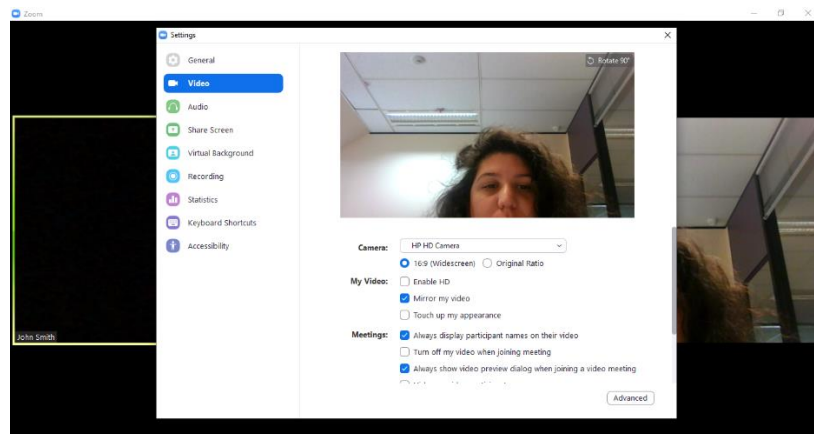 Zoom
Settings
General
Video
Audio
Share Screen
Virtual Background
Recording
Statistics
Keyboard Shortcuts
Accessibility
Rotate 90°
Camera: HP HD Camera
16:9 (Widescreen) Original Ratio
My Video: Enable HD
Mirror my video
Touch up my appearance
Meetings: Always display participant names on their video
Turn off my video when joining meeting
Always show video preview dialog when joining a video meeting
Advanced
John Smith